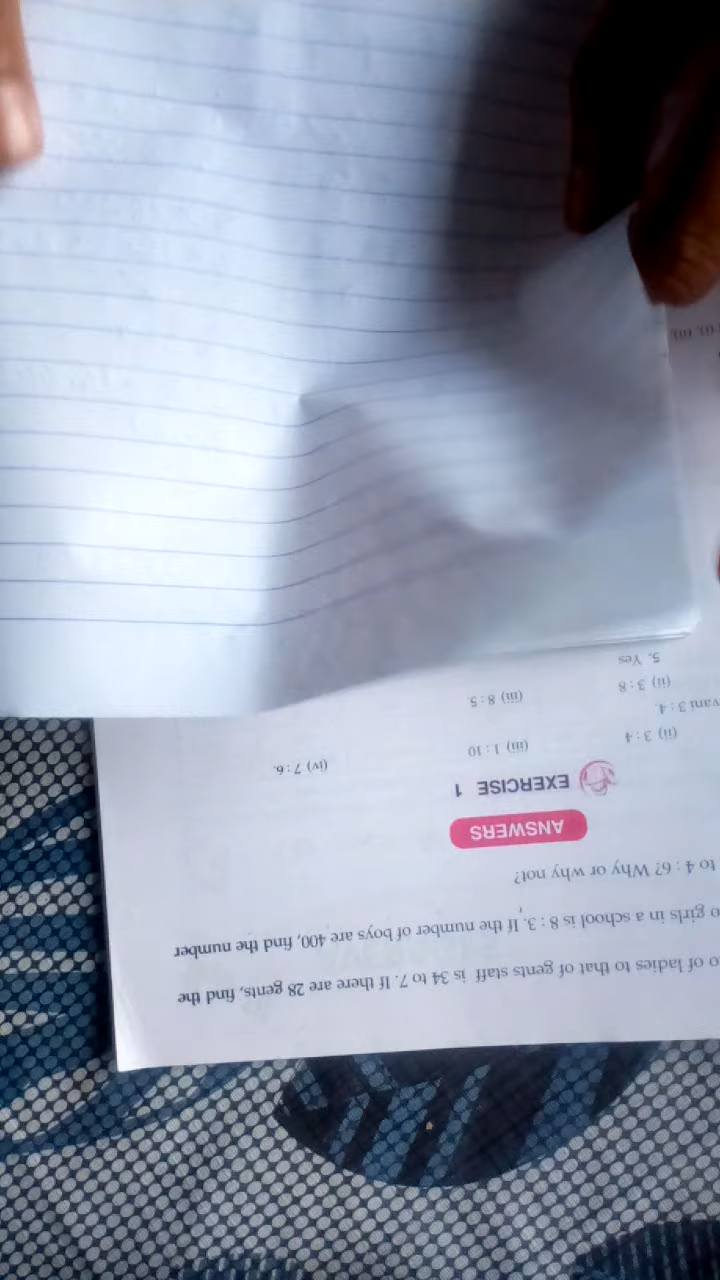 o of ladies to that of gents staff is 34 to 7. If there are 28 gents, find the
o girls in a school is 8 : 3. If the number of boys are 400, find the number
to 4 : 6? Why or why not?
ANSWERS
EXERCISE 1
(ii) 3 : 4 (iii) 1 : 10 (iv) 7 : 6.
vani 3 : 4.
(ii) 3 : 8 (iii) 8 : 5.
5. Yes